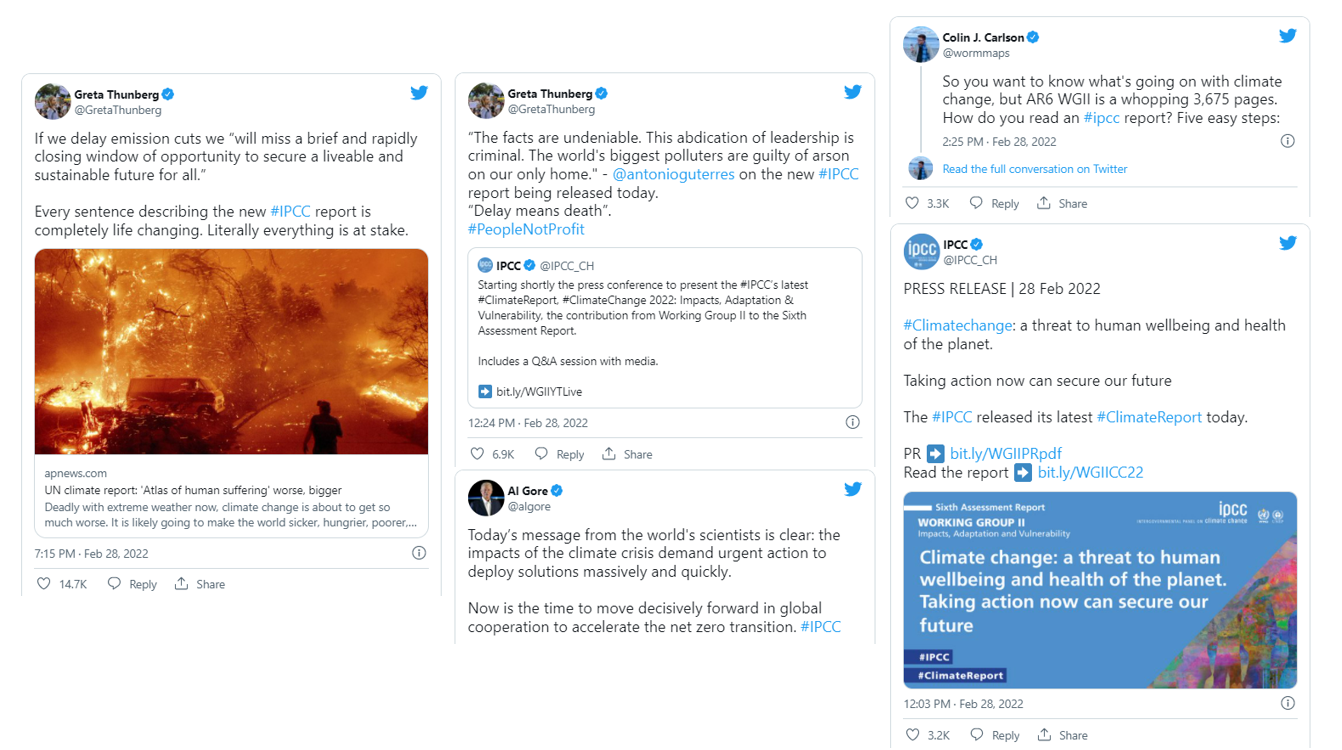 Greta Thunberg
@GretaThunberg
If we delay emission cuts we “will miss a brief and rapidly
closing window of opportunity to secure a liveable and
sustainable future for all.”
Every sentence describing the new #IPCC report is
completely life changing. Literally everything is at stake.
apnews.com
UN climate report: 'Atlas of human suffering' worse, bigger
Deadly with extreme weather now, climate change is about to get so
much worse. It is likely going to make the world sicker, hungrier, poorer,...
7:15 PM · Feb 28, 2022
14.7K Reply Share
Greta Thunberg
@GretaThunberg
“The facts are undeniable. This abdication of leadership is
criminal. The world's biggest polluters are guilty of arson
on our only home." - @antonioguterres on the new #IPCC
report being released today.
“Delay means death”.
#PeopleNotProfit
IPCC @IPCC_CH
Starting shortly the press conference to present the #IPCC’s latest
#ClimateReport, #ClimateChange 2022: Impacts, Adaptation &
Vulnerability, the contribution from Working Group II to the Sixth
Assessment Report.
Includes a Q&A session with media.
➡ bit.ly/WGIIYTLive
12:24 PM · Feb 28, 2022
6.9K Reply Share
Al Gore
@algore
Today’s message from the world's scientists is clear: the
impacts of the climate crisis demand urgent action to
deploy solutions massively and quickly.
Now is the time to move decisively forward in global
cooperation to accelerate the net zero transition. #IPCC
Colin J. Carlson
@wormmaps
So you want to know what's going on with climate
change, but AR6 WGII is a whopping 3,675 pages.
How do you read an #ipcc report? Five easy steps:
2:25 PM · Feb 28, 2022
Read the full conversation on Twitter
3.3K Reply Share
ipcc
IPCC
@IPCC_CH
PRESS RELEASE | 28 Feb 2022
#Climatechange: a threat to human wellbeing and health
of the planet.
Taking action now can secure our future
The #IPCC released its latest #ClimateReport today.
PR ➡ bit.ly/WGIIPRpdf
Read the report ➡ bit.ly/WGIICC22
Sixth Assessment Report
WORKING GROUP II
Impacts, Adaptation and Vulnerability
ipcc
INTERGOVERNMENTAL PANEL ON climate change
Climate change: a threat to human
wellbeing and health of the planet.
Taking action now can secure our
future
#IPCC
#ClimateReport
12:03 PM · Feb 28, 2022
3.2K Reply Share